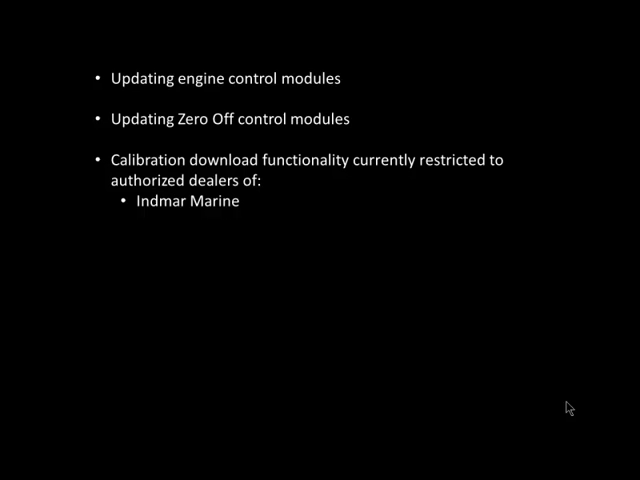 • Updating engine control modules
• Updating Zero Off control modules
• Calibration download functionality currently restricted to
authorized dealers of:
• Indmar Marine